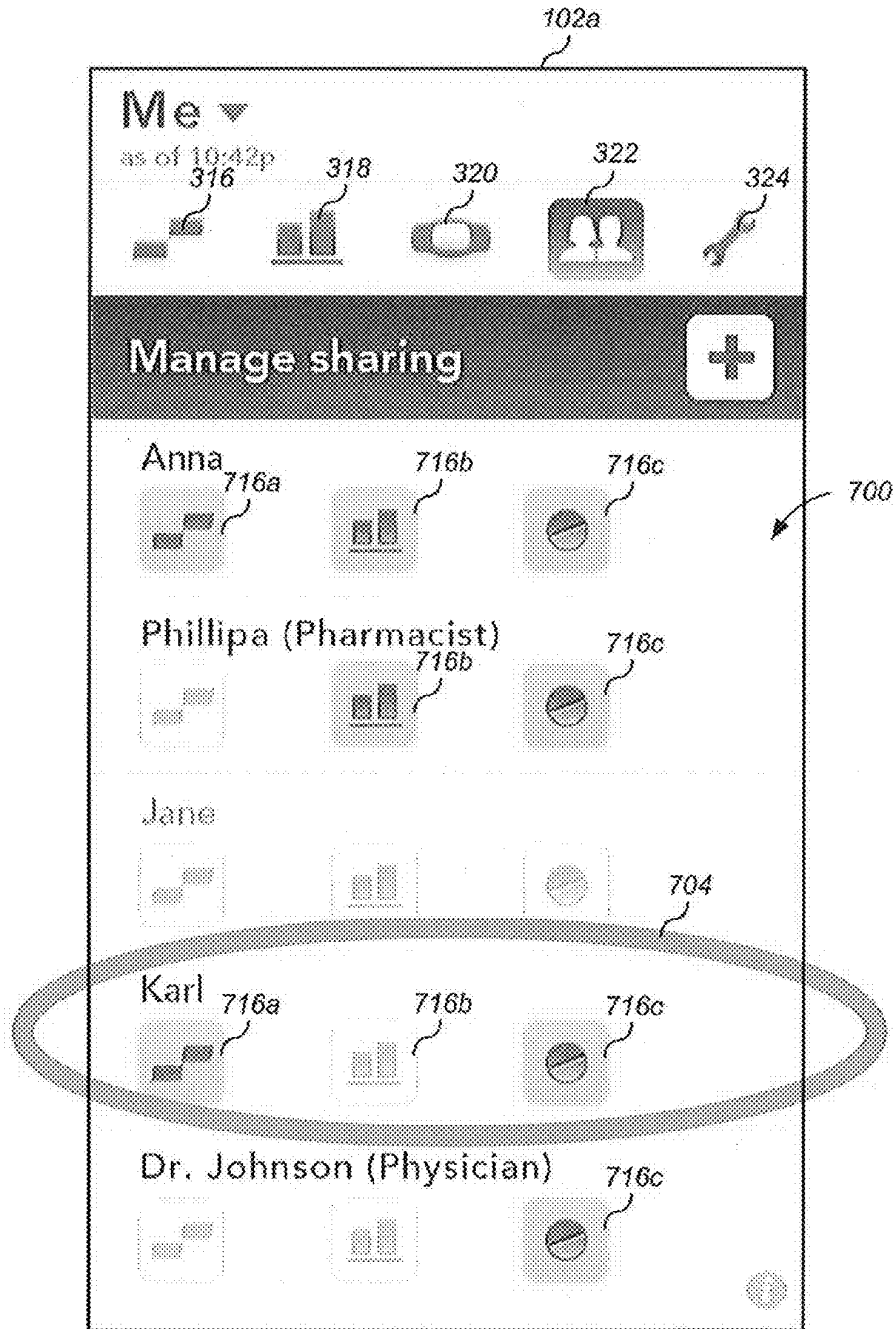 102a
Me
as of 10:42p
316 318 320 322 324
Manage sharing
Anna
716a 716b 716c
700
Phillipa (Pharmacist)
716b 716c
Jane
704
Karl
716a 716b 716c
Dr. Johnson (Physician)
716c